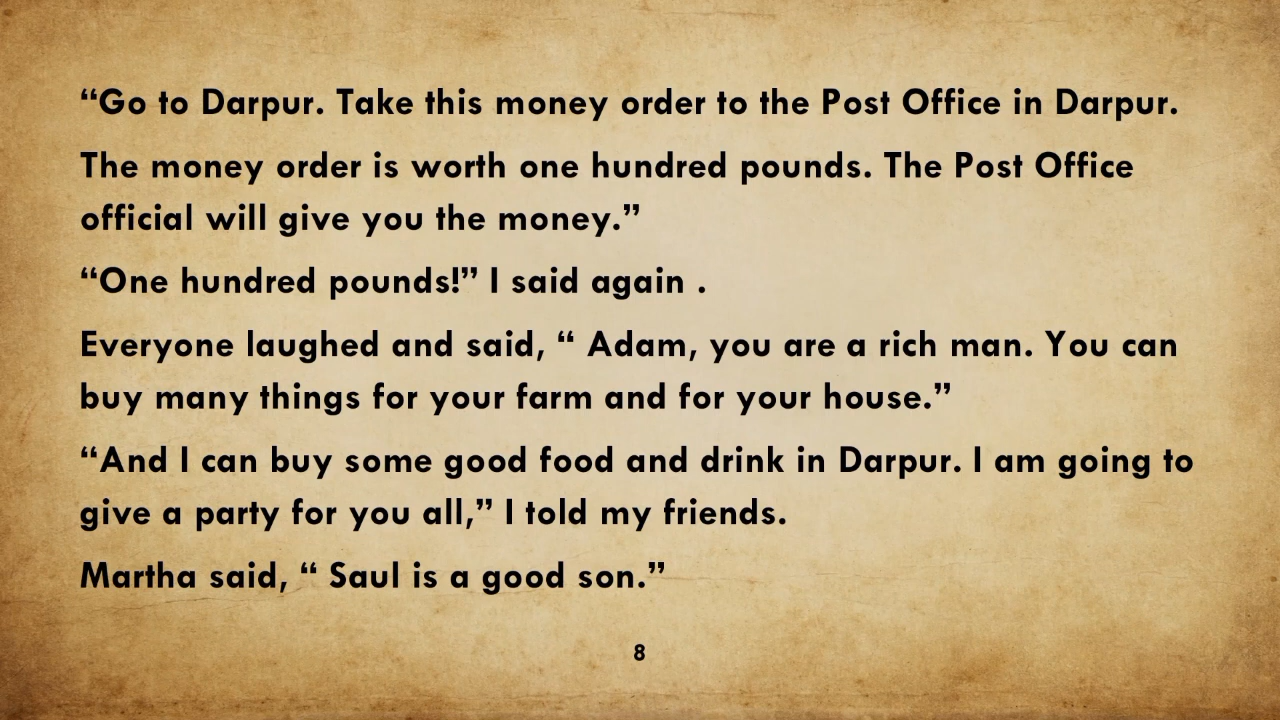 “Go to Darpur. Take this money order to the Post Office in Darpur.
The money order is worth one hundred pounds. The Post Office
official will give you the money.”
“One hundred pounds!” I said again .
Everyone laughed and said, “ Adam, you are a rich man. You can
buy many things for your farm and for your house.”
“And I can buy some good food and drink in Darpur. I am going to
give a party for you all,” I told my friends.
Martha said, “ Saul is a good son.”
8